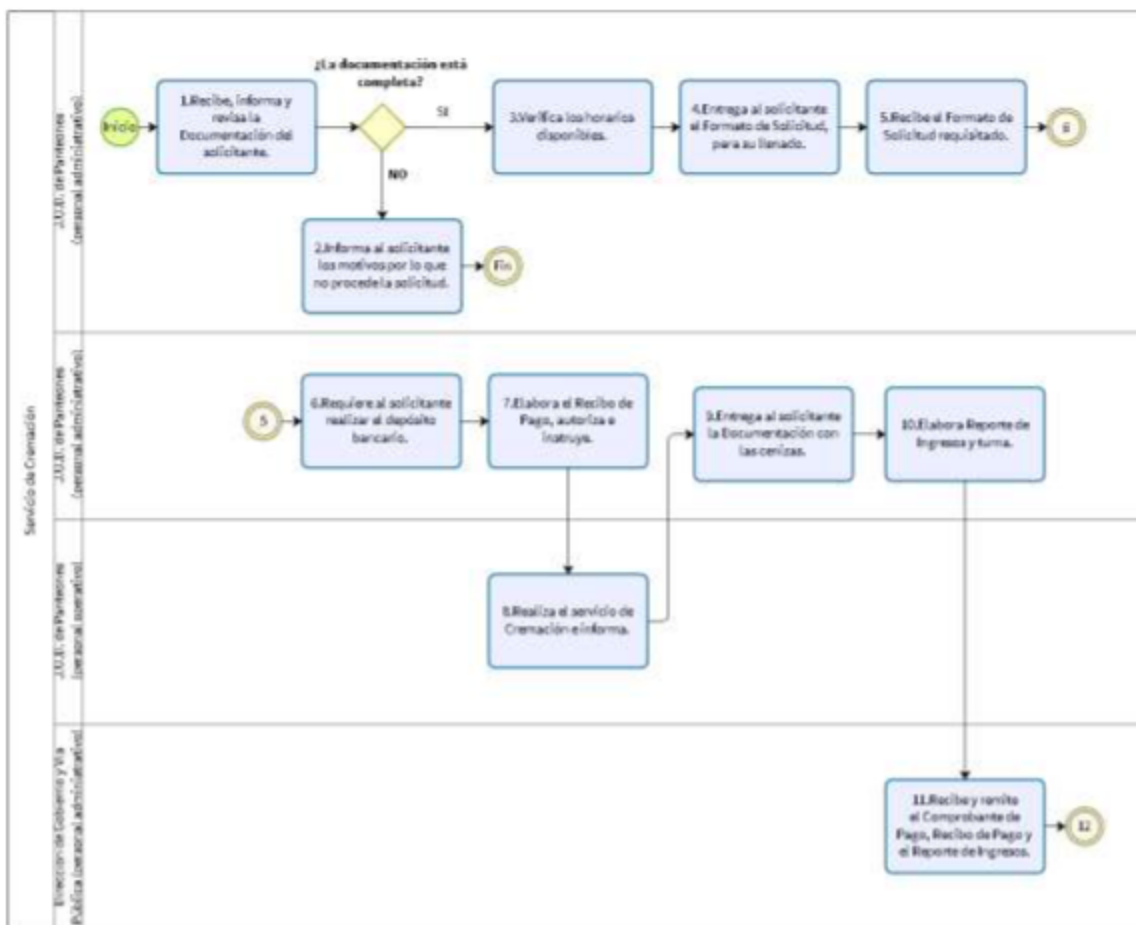 Servicio de Cremación
J.U.D. de Panteones
(personal administrativo).
Inicio
1.Recibe, informa y
revisa la
Documentación del
solicitante.
¿La documentación está
completa?
SI
NO
3.Verifica los horarios
disponibles.
4.Entrega al solicitante
el Formato de Solicitud,
para su llenado.
5.Recibe el Formato de
Solicitud requisitado.
6
2.Informa al solicitante
los motivos por lo que
no procede la solicitud.
Fin
J.U.D. de Panteones
(personal administrativo).
5
6.Requiere al solicitante
realizar el depósito
bancario.
7.Elabora el Recibo de
Pago, autoriza e
instruye.
9.Entrega al solicitante
la Documentación con
las cenizas.
10.Elabora Reporte de
Ingresos y turna.
J.U.D. de Panteones
(personal operativo).
8.Realiza el servicio de
Cremación e informa.
Dirección de Gobierno y Vía
Pública (personal administrativo).
11.Recibe y remite
el Comprobante de
Pago, Recibo de Pago y
el Reporte de Ingresos.
12